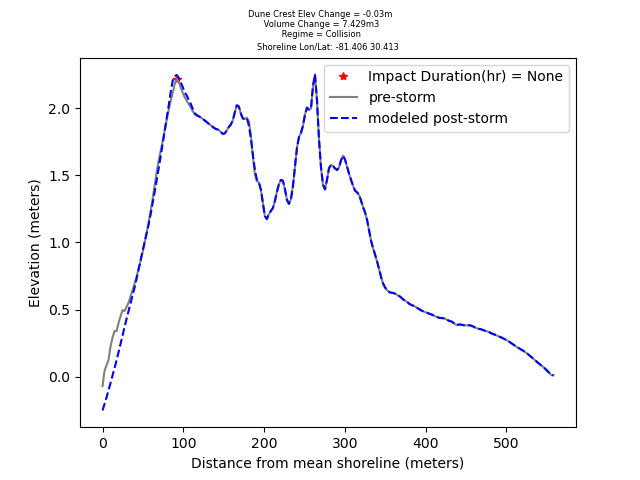 Dune Crest Elev Change = -0.03m
Volume Change = 7.429m3
Regime = Collision
Shoreline Lon/Lat: -81.406 30.413
Impact Duration(hr) = None
pre-storm
modeled post-storm
2.0
1.5
1.0
0.5
0.0
Elevation (meters)
0 100 200 300 400 500
Distance from mean shoreline (meters)